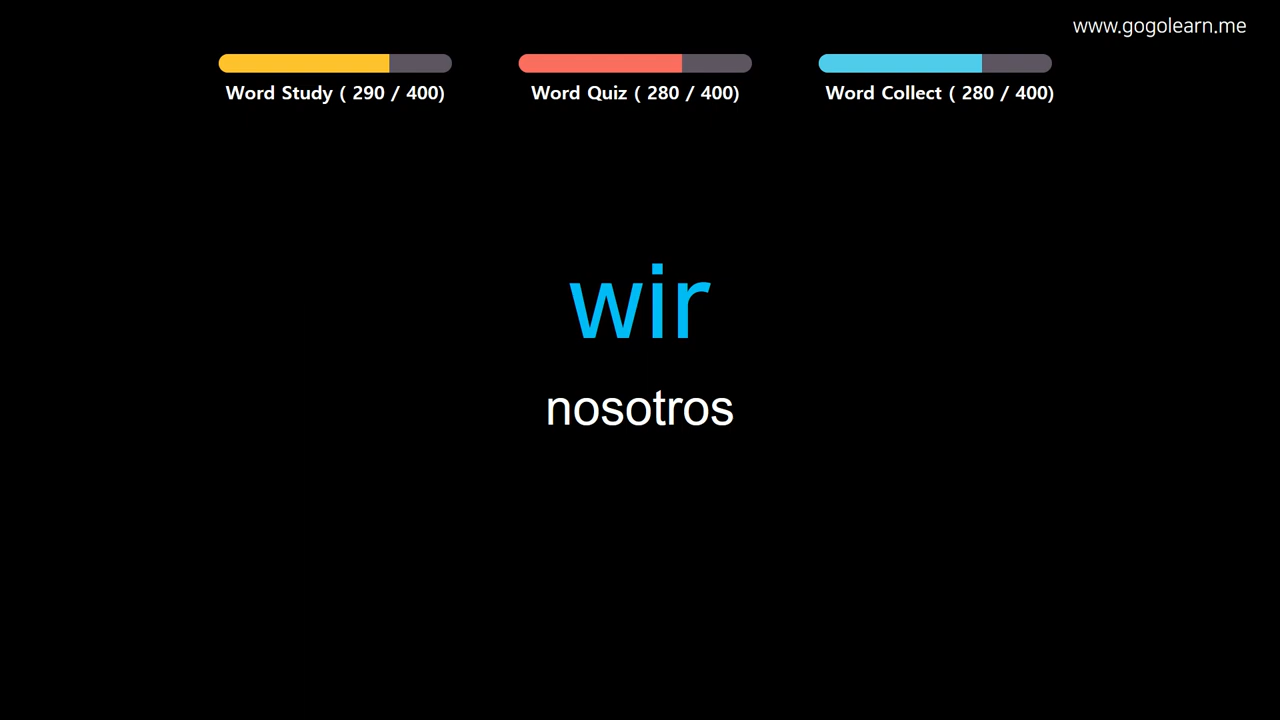 www.gogolearn.me
Word Study ( 290 / 400)
Word Quiz ( 280 / 400)
Word Collect ( 280 / 400)
wir
nosotros